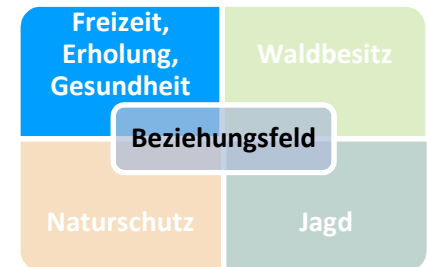 Freizeit,
Erholung,
Gesundheit
Waldbesitz
Beziehungsfeld
Naturschutz
Jagd